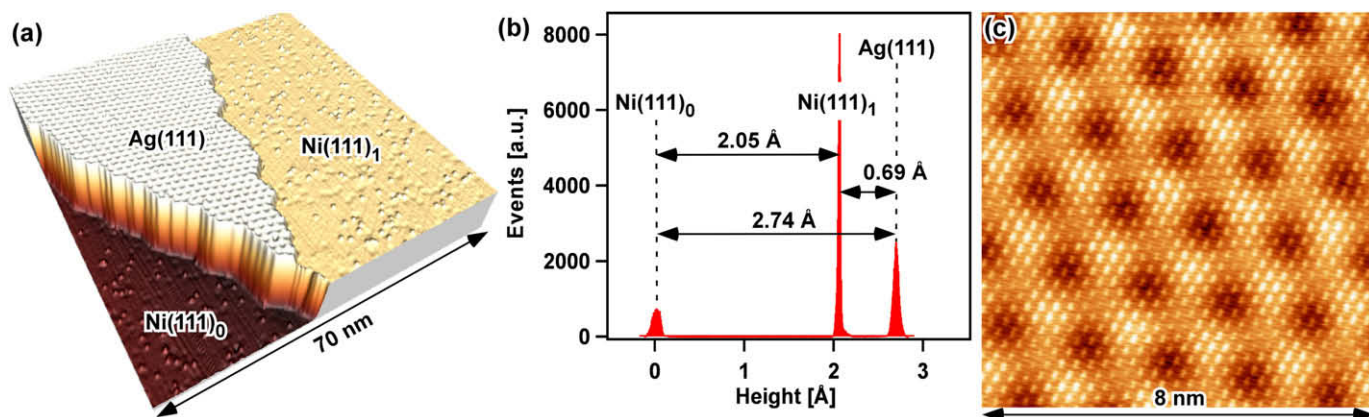 (a)
Ag(111)
Ni(111)₁
Ni(111)₀
70 nm
(b)
Events [a.u.]
8000
6000
4000
2000
0
Ag(111)
Ni(111)₀
Ni(111)₁
2.05 Å
0.69 Å
2.74 Å
0 1 2 3
Height [Å]
(c)
8 nm